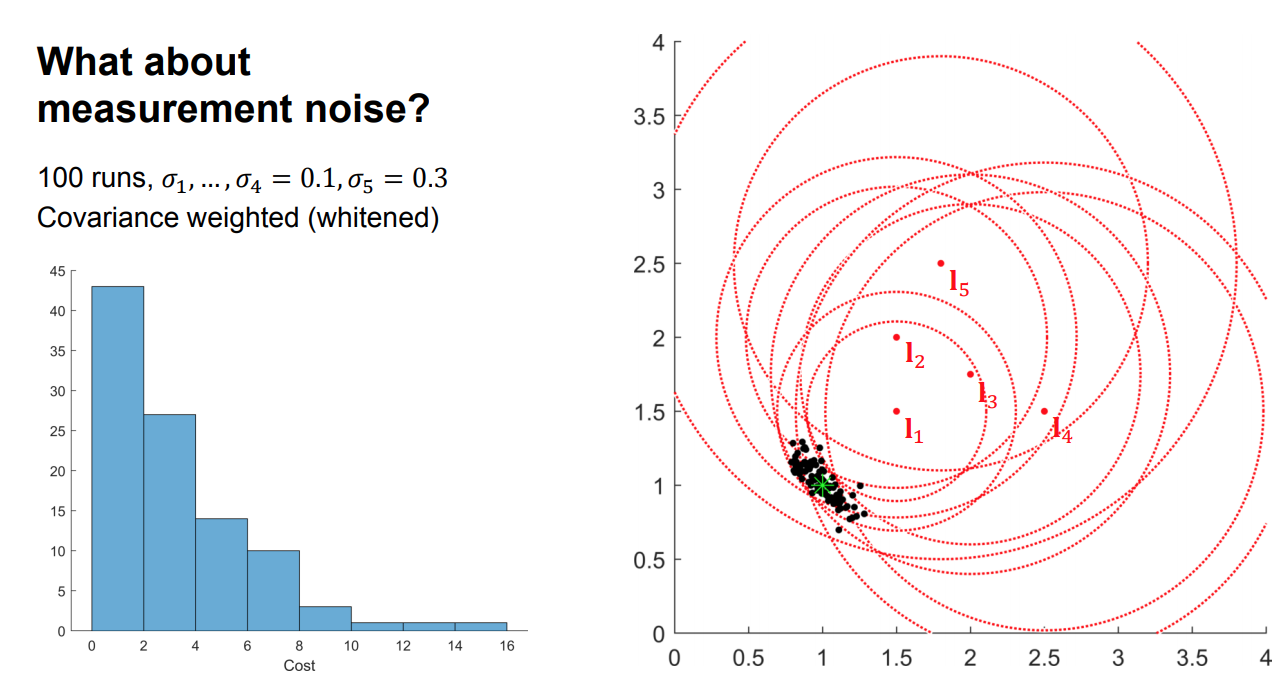 What about
measurement noise?
100 runs, σ₁, …, σ₄ = 0.1, σ₅ = 0.3
Covariance weighted (whitened)
45
40
35
30
25
20
15
10
5
0
0 2 4 6 8 10 12 14 16
Cost
4
3.5
3
2.5
2
1.5
1
0.5
0
0 0.5 1 1.5 2 2.5 3 3.5 4
l₅
l₂
l₃
l₁
l₄